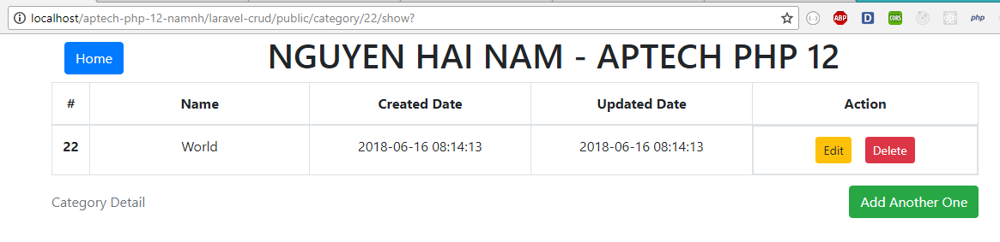 localhost/aptech-php-12-namnh/laravel-crud/public/category/22/show?
ABP D CORS php
Home NGUYEN HAI NAM - APTECH PHP 12
# Name Created Date Updated Date Action
22 World 2018-06-16 08:14:13 2018-06-16 08:14:13 Edit Delete
Category Detail Add Another One